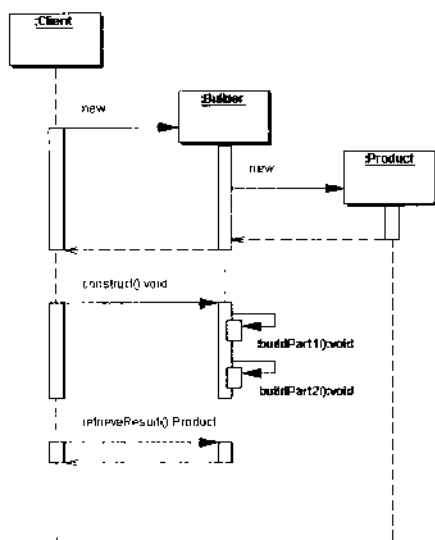 :Client
new
:Builder
new
:Product
construct():void
buildPart1():void
buildPart2():void
retrieveResult():Product